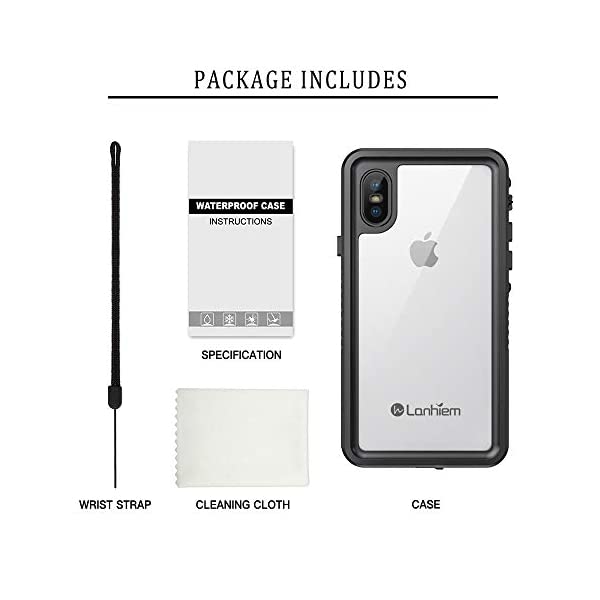 PACKAGE INCLUDES
WATERPROOF CASE
INSTRUCTIONS
SPECIFICATION
Lanhiem
WRIST STRAP
CLEANING CLOTH
CASE